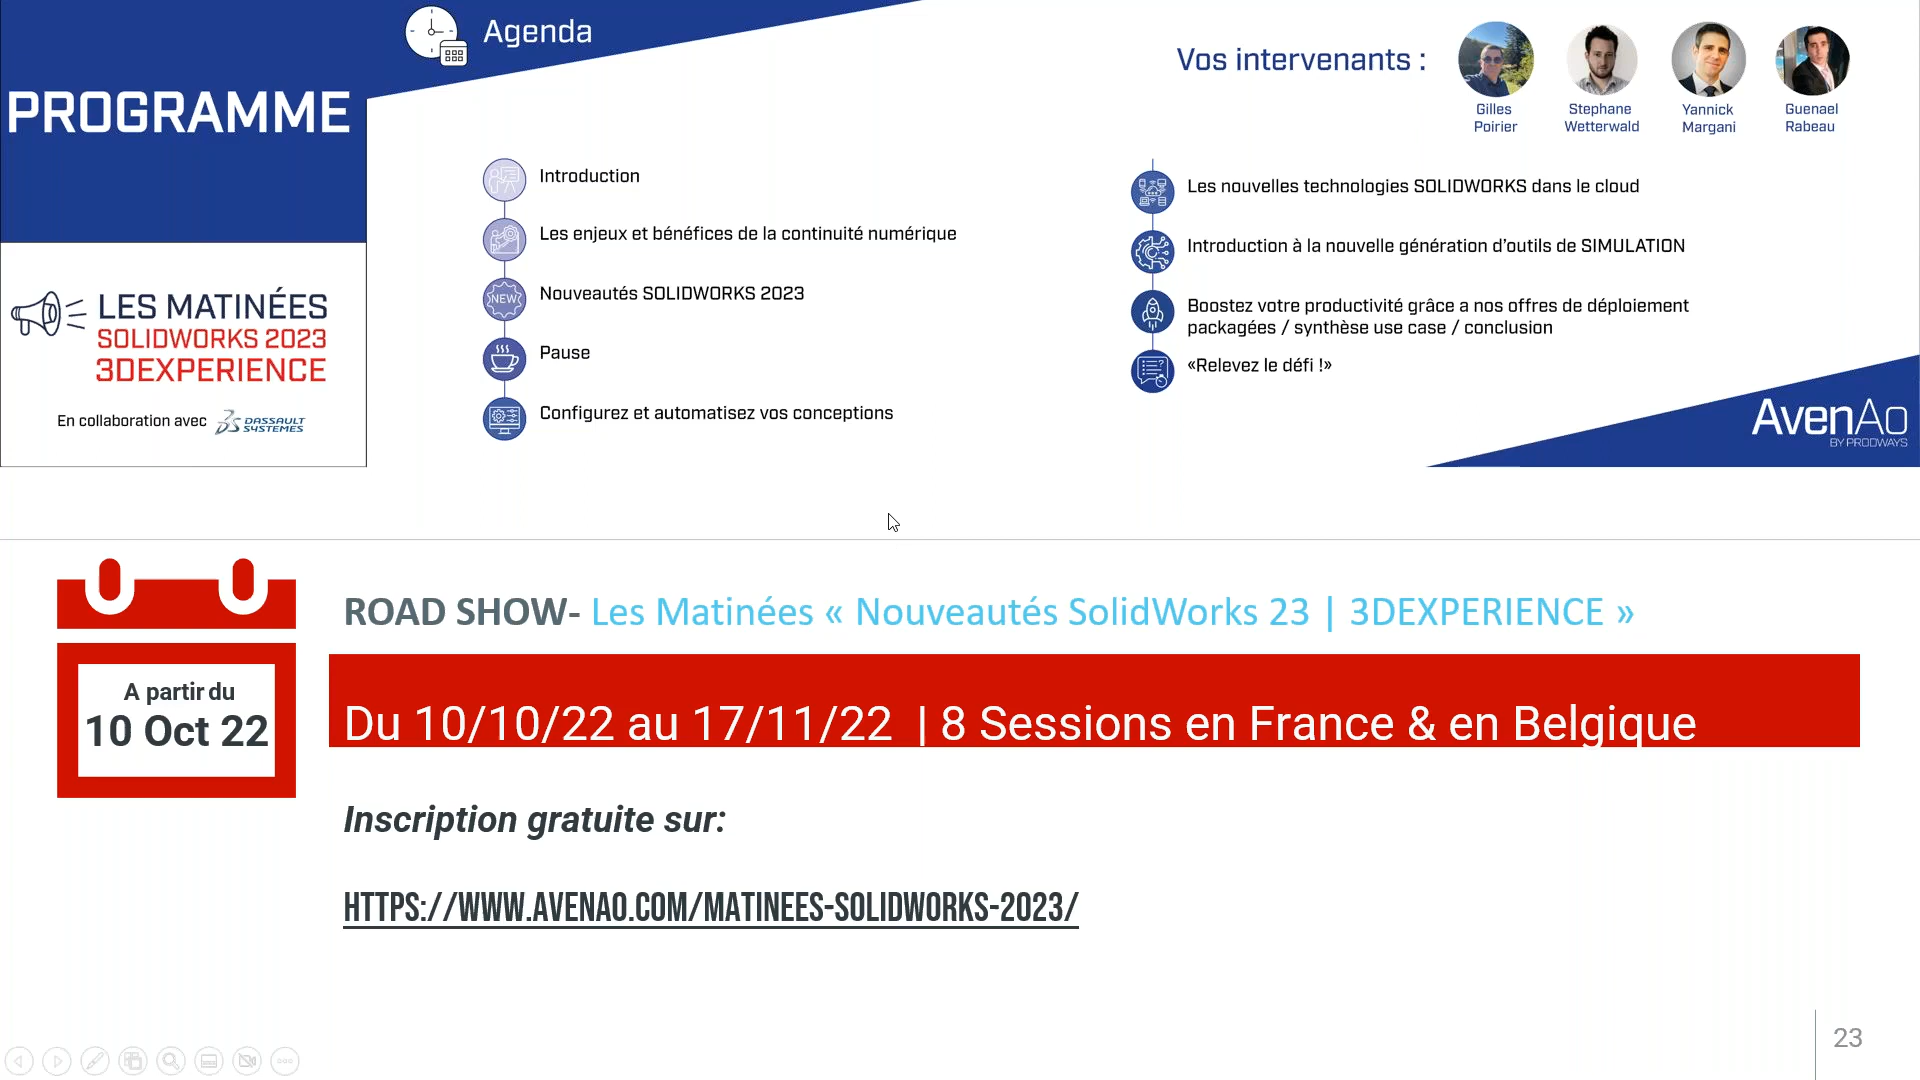 PROGRAMME
LES MATINÉES
SOLIDWORKS 2023
3DEXPERIENCE
En collaboration avec DASSAULT SYSTEMES
Agenda
Introduction
Les enjeux et bénéfices de la continuité numérique
NEW
Nouveautés SOLIDWORKS 2023
Pause
Configurez et automatisez vos conceptions
Vos intervenants :
Gilles
Poirier
Stephane
Wetterwald
Yannick
Margani
Guenael
Rabeau
Les nouvelles technologies SOLIDWORKS dans le cloud
Introduction à la nouvelle génération d'outils de SIMULATION
Boostez votre productivité grâce a nos offres de déploiement
packagées / synthèse use case / conclusion
«Relevez le défi !»
AvenAo
BY PRODWAYS
A partir du
10 Oct 22
ROAD SHOW- Les Matinées « Nouveautés SolidWorks 23 | 3DEXPERIENCE »
Du 10/10/22 au 17/11/22 | 8 Sessions en France & en Belgique
Inscription gratuite sur:
HTTPS://WWW.AVENAO.COM/MATINEES-SOLIDWORKS-2023/
23